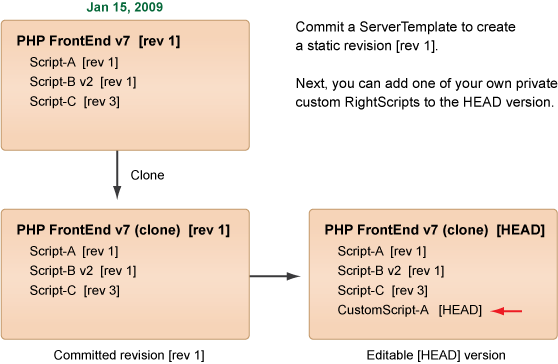 Jan 15, 2009
PHP FrontEnd v7 [rev 1]
Script-A [rev 1]
Script-B v2 [rev 1]
Script-C [rev 3]
Commit a ServerTemplate to create
a static revision [rev 1].
Next, you can add one of your own private
custom RightScripts to the HEAD version.
Clone
PHP FrontEnd v7 (clone) [rev 1]
Script-A [rev 1]
Script-B v2 [rev 1]
Script-C [rev 3]
Committed revision [rev 1]
PHP FrontEnd v7 (clone) [HEAD]
Script-A [rev 1]
Script-B v2 [rev 1]
Script-C [rev 3]
CustomScript-A [HEAD]
Editable [HEAD] version